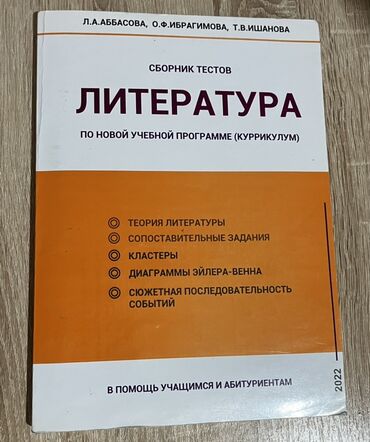 Л.А.АББАСОВА, О.Ф.ИБРАГИМОВА, Т.В.ИШАНОВА
СБОРНИК ТЕСТОВ
ЛИТЕРАТУРА
ПО НОВОЙ УЧЕБНОЙ ПРОГРАММЕ (КУРРИКУЛУМ)
ТЕОРИЯ ЛИТЕРАТУРЫ
СОПОСТАВИТЕЛЬНЫЕ ЗАДАНИЯ
КЛАСТЕРЫ
ДИАГРАММЫ ЭЙЛЕРА-ВЕННА
СЮЖЕТНАЯ ПОСЛЕДОВАТЕЛЬНОСТЬ
СОБЫТИЙ
2022
В ПОМОЩЬ УЧАЩИМСЯ И АБИТУРИЕНТАМ